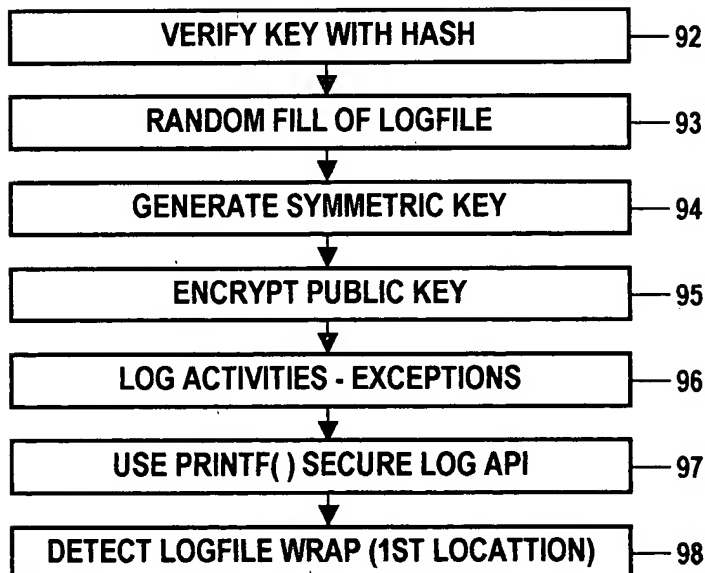 VERIFY KEY WITH HASH 92
RANDOM FILL OF LOGFILE 93
GENERATE SYMMETRIC KEY 94
ENCRYPT PUBLIC KEY 95
LOG ACTIVITIES - EXCEPTIONS 96
USE PRINTF( ) SECURE LOG API 97
DETECT LOGFILE WRAP (1ST LOCATTION) 98